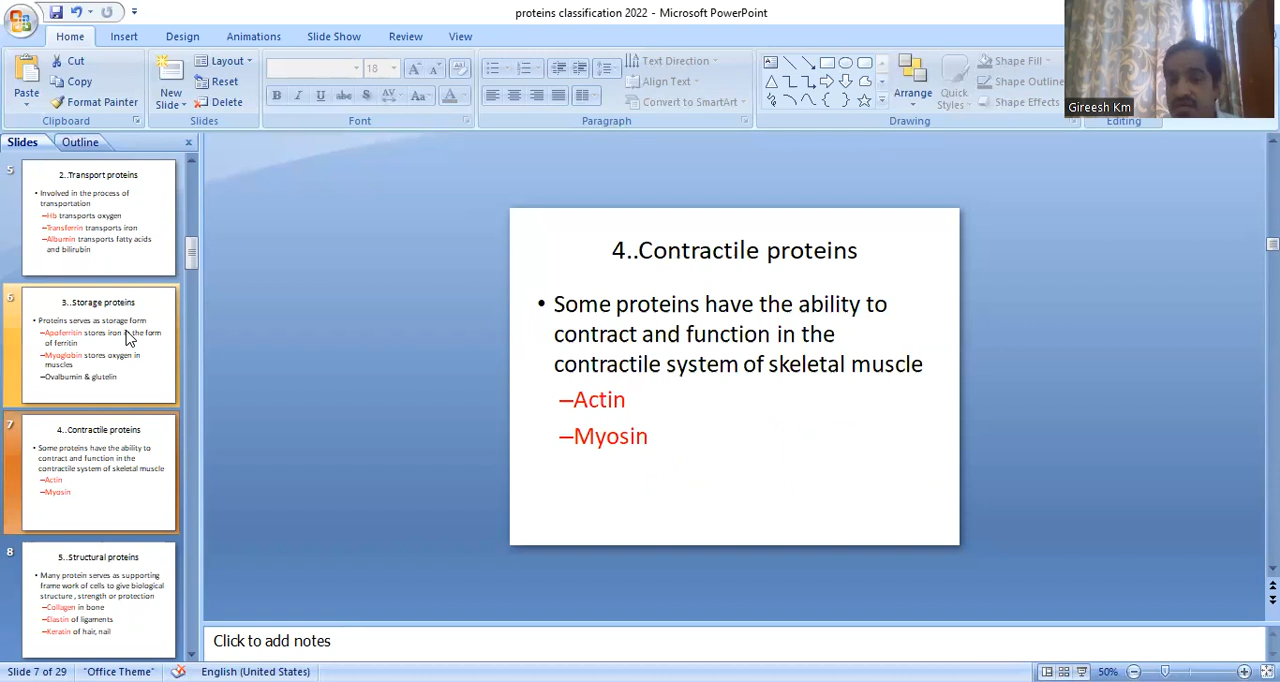 proteins classification 2022 - Microsoft PowerPoint
Home Insert Design Animations Slide Show Review View
Paste
Cut
Copy
Format Painter
Clipboard
New
Slide
Layout
Reset
Delete
Slides
18
B I U abc S AV Aa A
Font
Text Direction
Align Text
Convert to SmartArt
Paragraph
Arrange
Quick
Styles
Shape Fill
Shape Outline
Shape Effects
Drawing
Editing
Gireesh Km
Slides Outline
5
2..Transport proteins
• Involved in the process of
transportation
–Hb transports oxygen
–Transferrin transports iron
–Albumin transports fatty acids
and bilirubin
6
3..Storage proteins
• Proteins serves as storage form
–Apoferritin stores iron in the form
of ferritin
–Myoglobin stores oxygen in
muscles
–Ovalbumin & glutelin
7
4..Contractile proteins
• Some proteins have the ability to
contract and function in the
contractile system of skeletal muscle
–Actin
–Myosin
8
5..Structural proteins
• Many protein serves as supporting
frame work of cells to give biological
structure , strength or protection
–Collagen in bone
–Elastin of ligaments
–Keratin of hair, nail
4..Contractile proteins
• Some proteins have the ability to
contract and function in the
contractile system of skeletal muscle
–Actin
–Myosin
Click to add notes
Slide 7 of 29 "Office Theme" English (United States) 50%